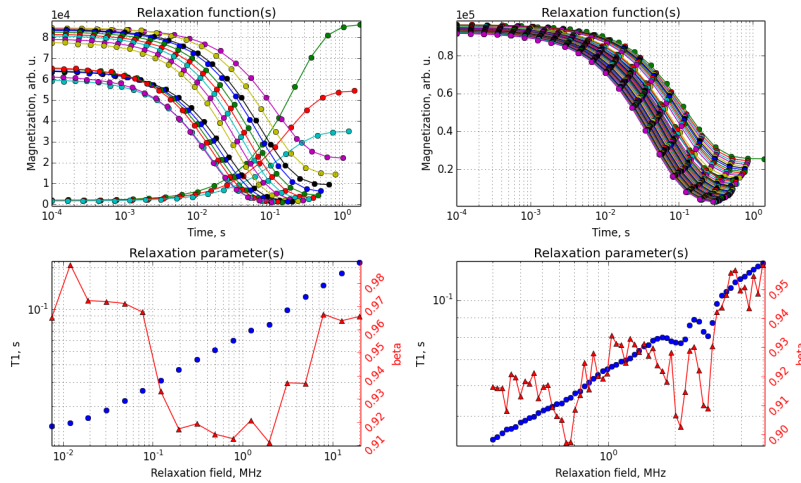 Relaxation function(s)
9 1e4
8
7
6
5
4
3
2
1
0
Magnetization, arb. u.
10⁻⁴ 10⁻³ 10⁻² 10⁻¹ 10⁰
Time, s
Relaxation function(s)
1e5
0.8
0.6
0.4
0.2
Magnetization, arb. u.
10⁻⁴ 10⁻³ 10⁻² 10⁻¹ 10⁰
Time, s
Relaxation parameter(s)
10⁻¹
T1, s
0.98
0.97
0.96
0.95
0.94
0.93
0.92
0.91
beta
10⁻² 10⁻¹ 10⁰ 10¹
Relaxation field, MHz
Relaxation parameter(s)
10⁻¹
T1, s
0.95
0.94
0.93
0.92
0.91
0.90
beta
10⁰ 10¹
Relaxation field, MHz